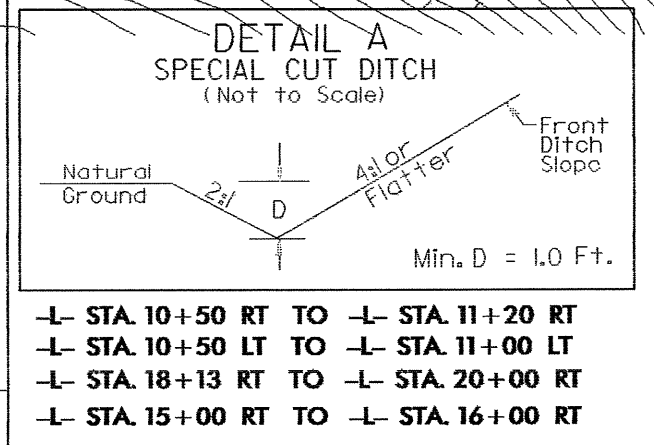 DETAIL A
SPECIAL CUT DITCH
(Not to Scale)
Front
Ditch
Slope
Natural
Ground
2:1
D
4:1 or
Flatter
Min. D = 1.0 Ft.
-L- STA. 10+50 RT TO -L- STA. 11+20 RT
-L- STA. 10+50 LT TO -L- STA. 11+00 LT
-L- STA. 18+13 RT TO -L- STA. 20+00 RT
-L- STA. 15+00 RT TO -L- STA. 16+00 RT